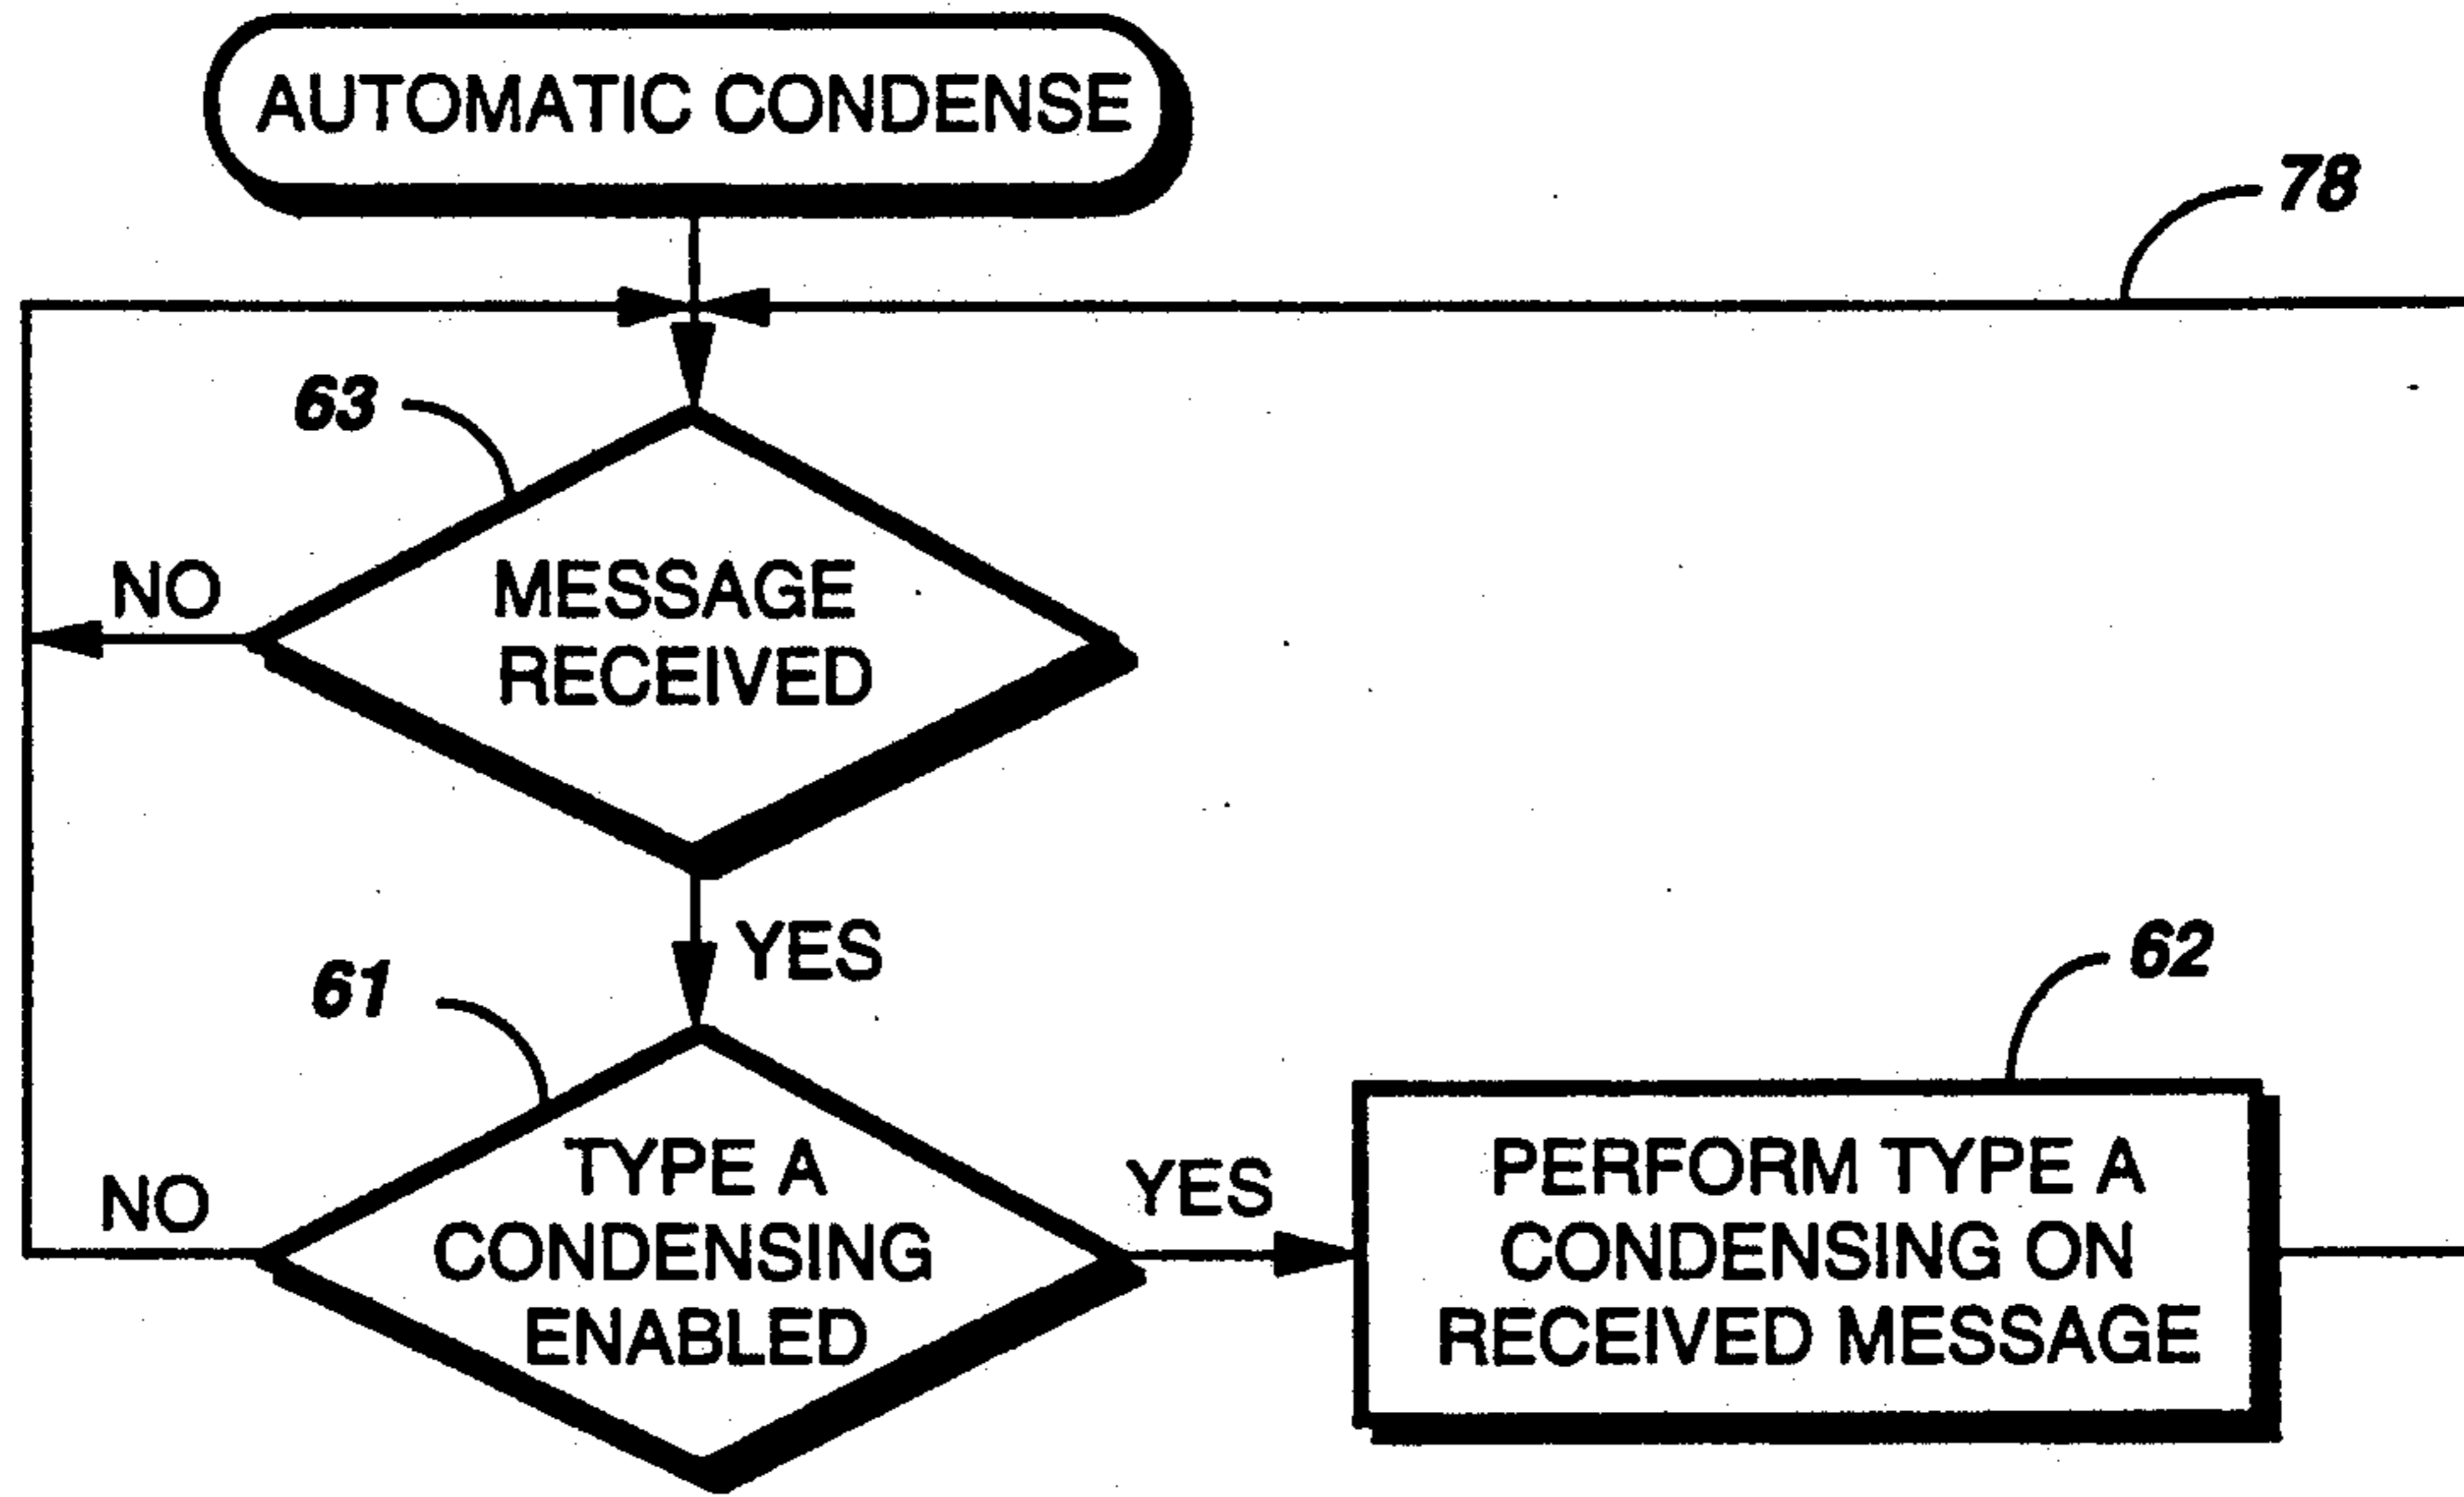 AUTOMATIC CONDENSE
78
63
NO
MESSAGE
RECEIVED
YES
61
62
NO
TYPE A
CONDENSING
ENABLED
YES
PERFORM TYPE A
CONDENSING ON
RECEIVED MESSAGE